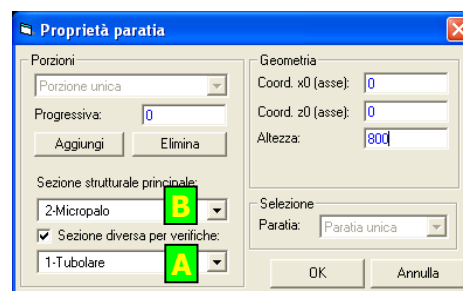 Proprietà paratia
Porzioni
Porzione unica
Progressiva: 0
Aggiungi Elimina
Sezione strutturale principale:
2-Micropalo B
Sezione diversa per verifiche:
1-Tubolare A
Geometria
Coord. x0 (asse): 0
Coord. z0 (asse): 0
Altezza: 800
Selezione
Paratia: Paratia unica
OK Annulla